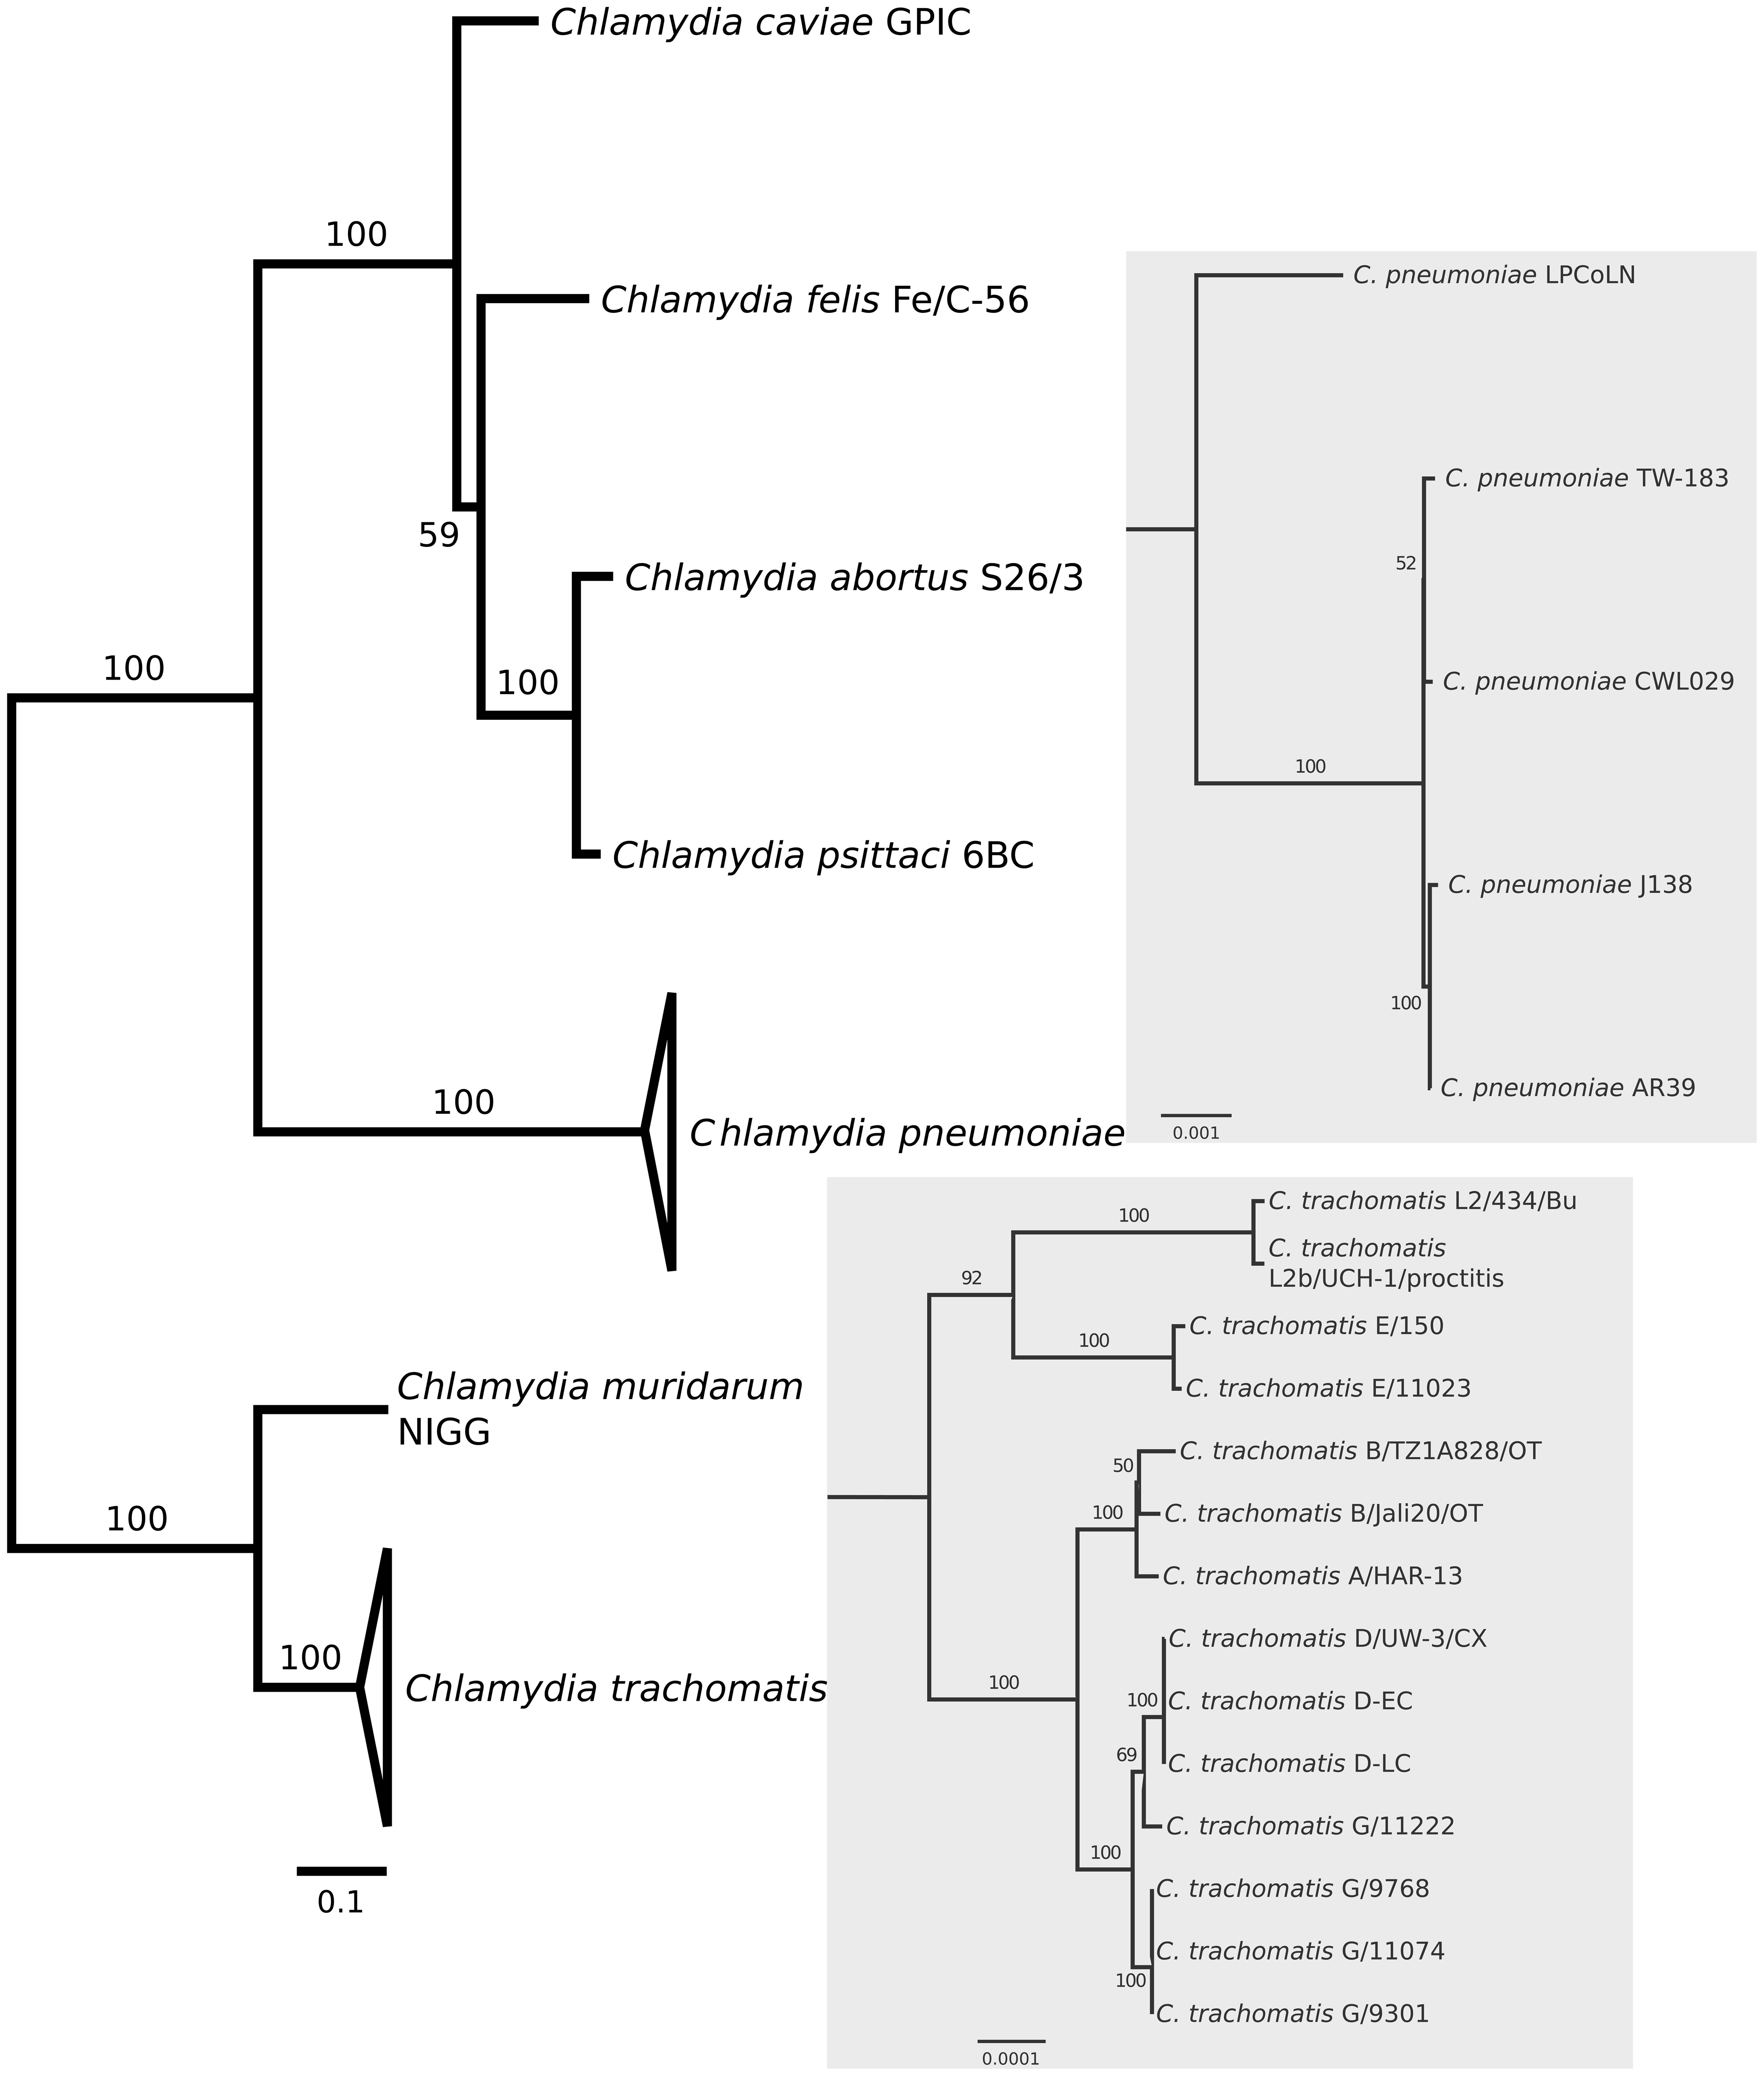 Chlamydia caviae GPIC
100
Chlamydia felis Fe/C-56
59
Chlamydia abortus S26/3
100
100
Chlamydia psittaci 6BC
100
Chlamydia pneumoniae
Chlamydia muridarum
NIGG
100
100
Chlamydia trachomatis
0.1
C. pneumoniae LPCoLN
C. pneumoniae TW-183
52
C. pneumoniae CWL029
100
C. pneumoniae J138
100
C. pneumoniae AR39
0.001
C. trachomatis L2/434/Bu
100
C. trachomatis
L2b/UCH-1/proctitis
92
C. trachomatis E/150
100
C. trachomatis E/11023
C. trachomatis B/TZ1A828/OT
50
100
C. trachomatis B/Jali20/OT
C. trachomatis A/HAR-13
C. trachomatis D/UW-3/CX
100
100
C. trachomatis D-EC
69
C. trachomatis D-LC
C. trachomatis G/11222
100
C. trachomatis G/9768
C. trachomatis G/11074
100
C. trachomatis G/9301
0.0001